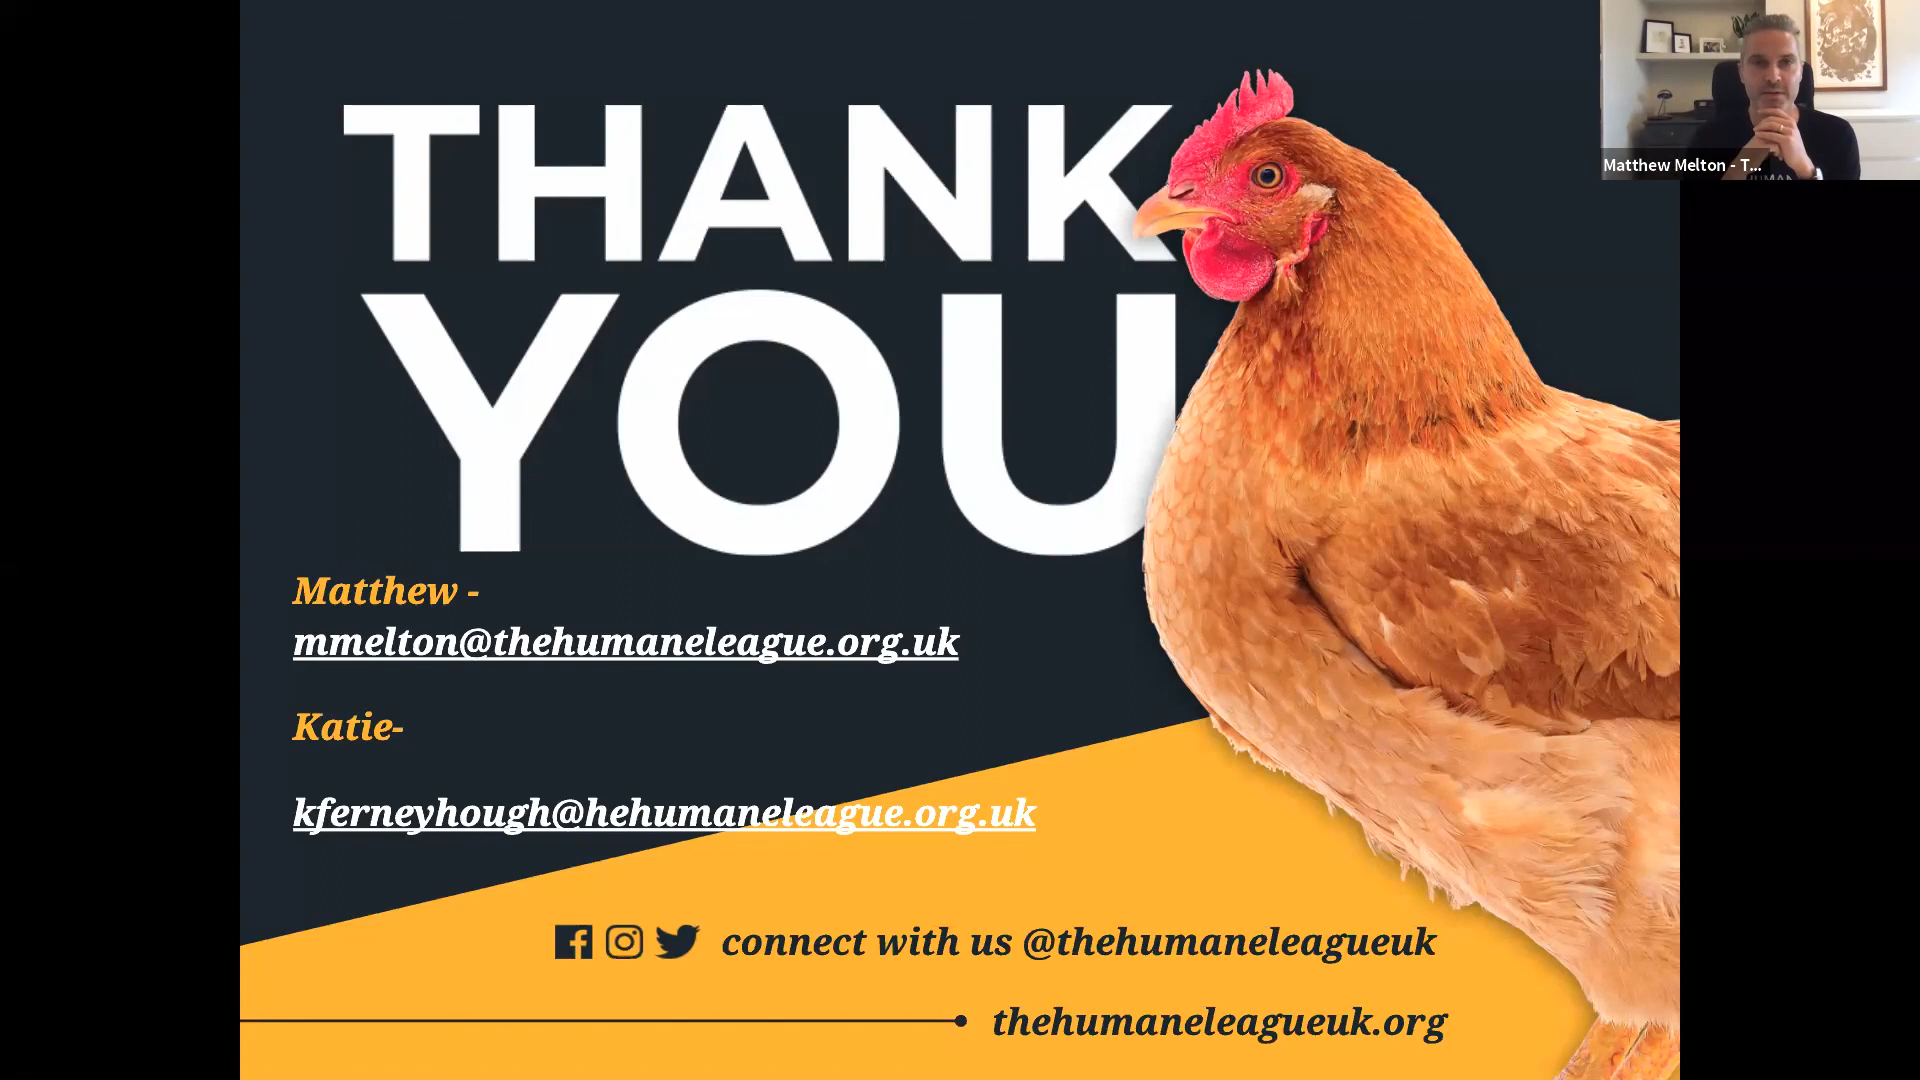 THANK
YOU
Matthew -
mmelton@thehumaneleague.org.uk
Katie-
kferneyhough@hehumaneleague.org.uk
connect with us @thehumaneleagueuk
thehumaneleagueuk.org
Matthew Melton - T...